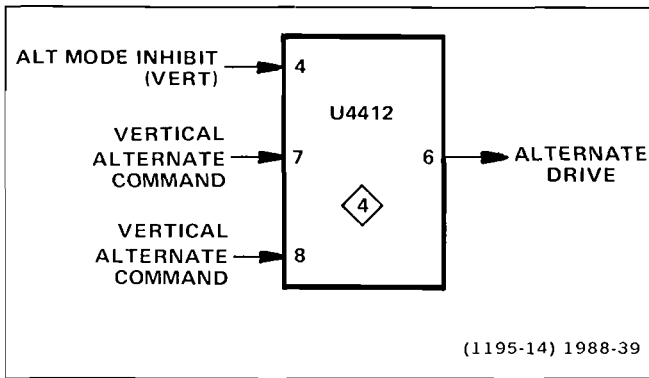 ALT MODE INHIBIT
(VERT)
4
U4412
VERTICAL
ALTERNATE
COMMAND
7
6
ALTERNATE
DRIVE
4
VERTICAL
ALTERNATE
COMMAND
8
(1195-14) 1988-39